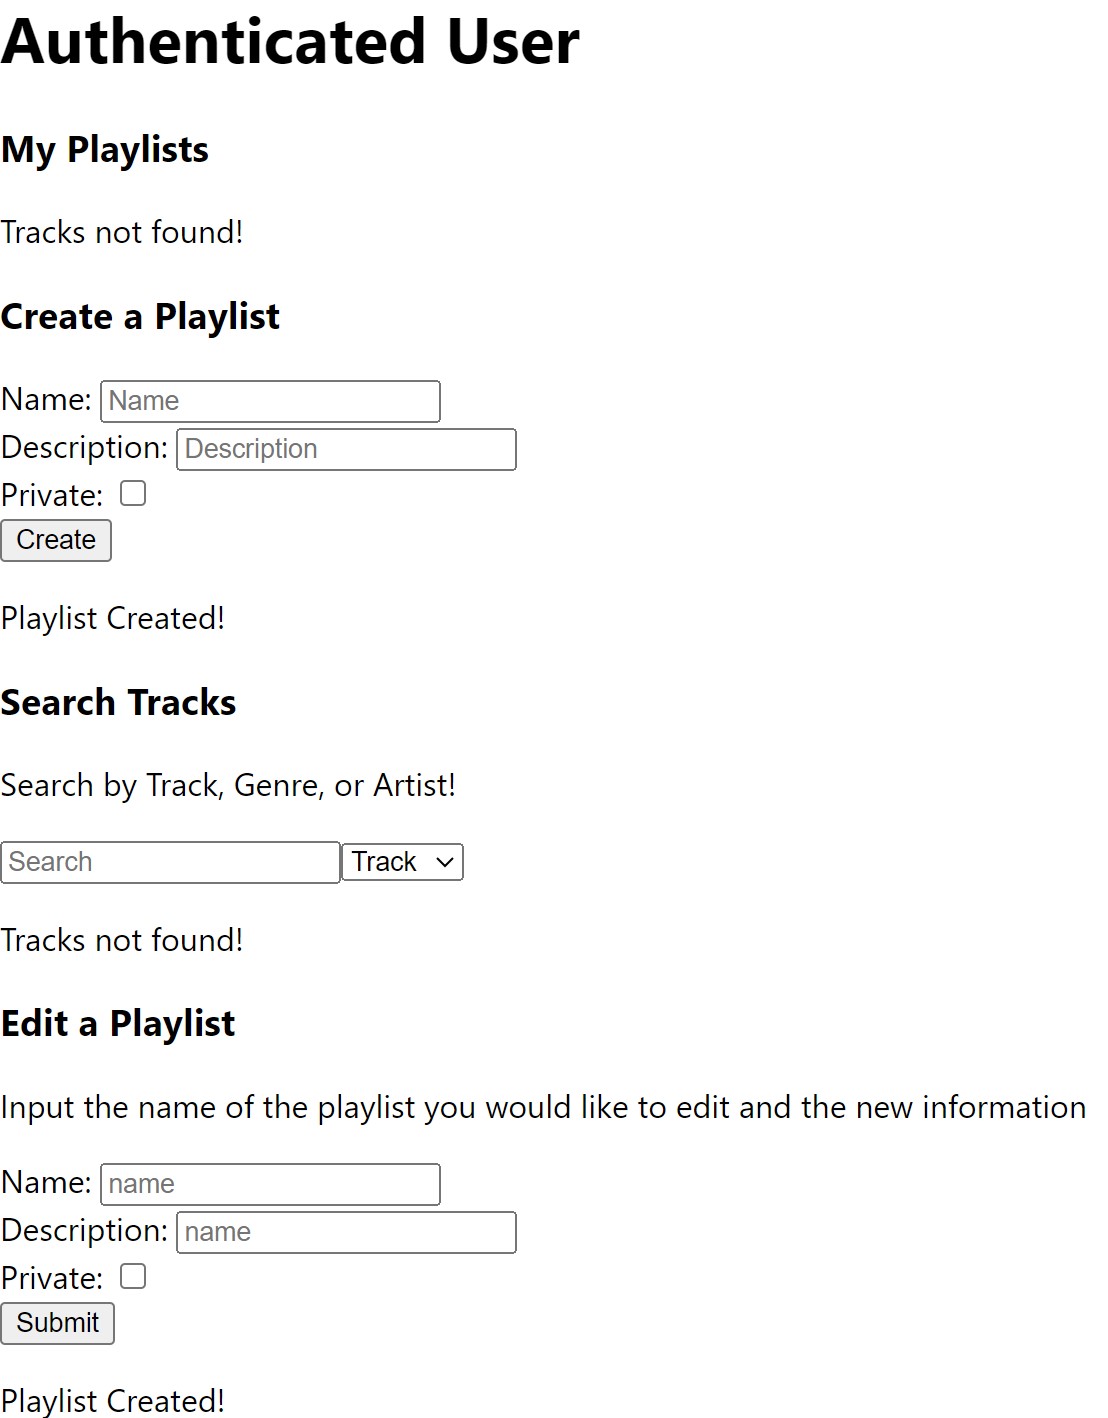 Authenticated User
My Playlists
Tracks not found!
Create a Playlist
Name: Name
Description: Description
Private:
Create
Playlist Created!
Search Tracks
Search by Track, Genre, or Artist!
Search Track
Tracks not found!
Edit a Playlist
Input the name of the playlist you would like to edit and the new information
Name: name
Description: name
Private:
Submit
Playlist Created!